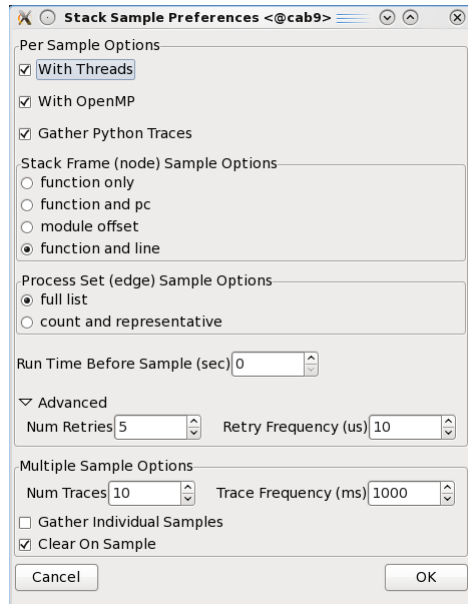 Stack Sample Preferences <@cab9>
Per Sample Options
With Threads
With OpenMP
Gather Python Traces
Stack Frame (node) Sample Options
function only
function and pc
module offset
function and line
Process Set (edge) Sample Options
full list
count and representative
Run Time Before Sample (sec) 0
Advanced
Num Retries 5 Retry Frequency (us) 10
Multiple Sample Options
Num Traces 10 Trace Frequency (ms) 1000
Gather Individual Samples
Clear On Sample
Cancel OK